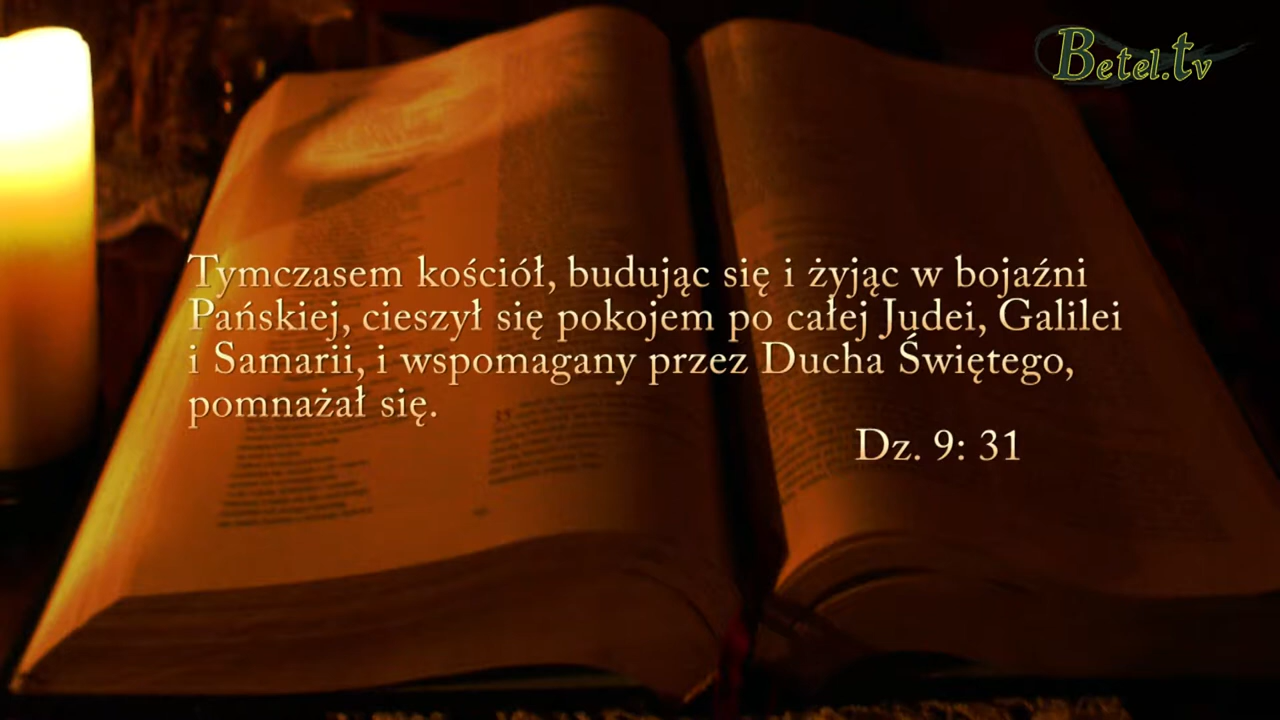 Betel.tv
Tymczasem kościół, budując się i żyjąc w bojaźni
Pańskiej, cieszył się pokojem po całej Judei, Galilei
i Samarii, i wspomagany przez Ducha Świętego,
pomnażał się.
Dz. 9: 31